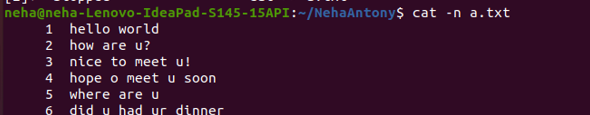 neha@neha-Lenovo-IdeaPad-S145-15API:~/NehaAntony$ cat -n a.txt
1 hello world
2 how are u?
3 nice to meet u!
4 hope o meet u soon
5 where are u
6 did u had ur dinner